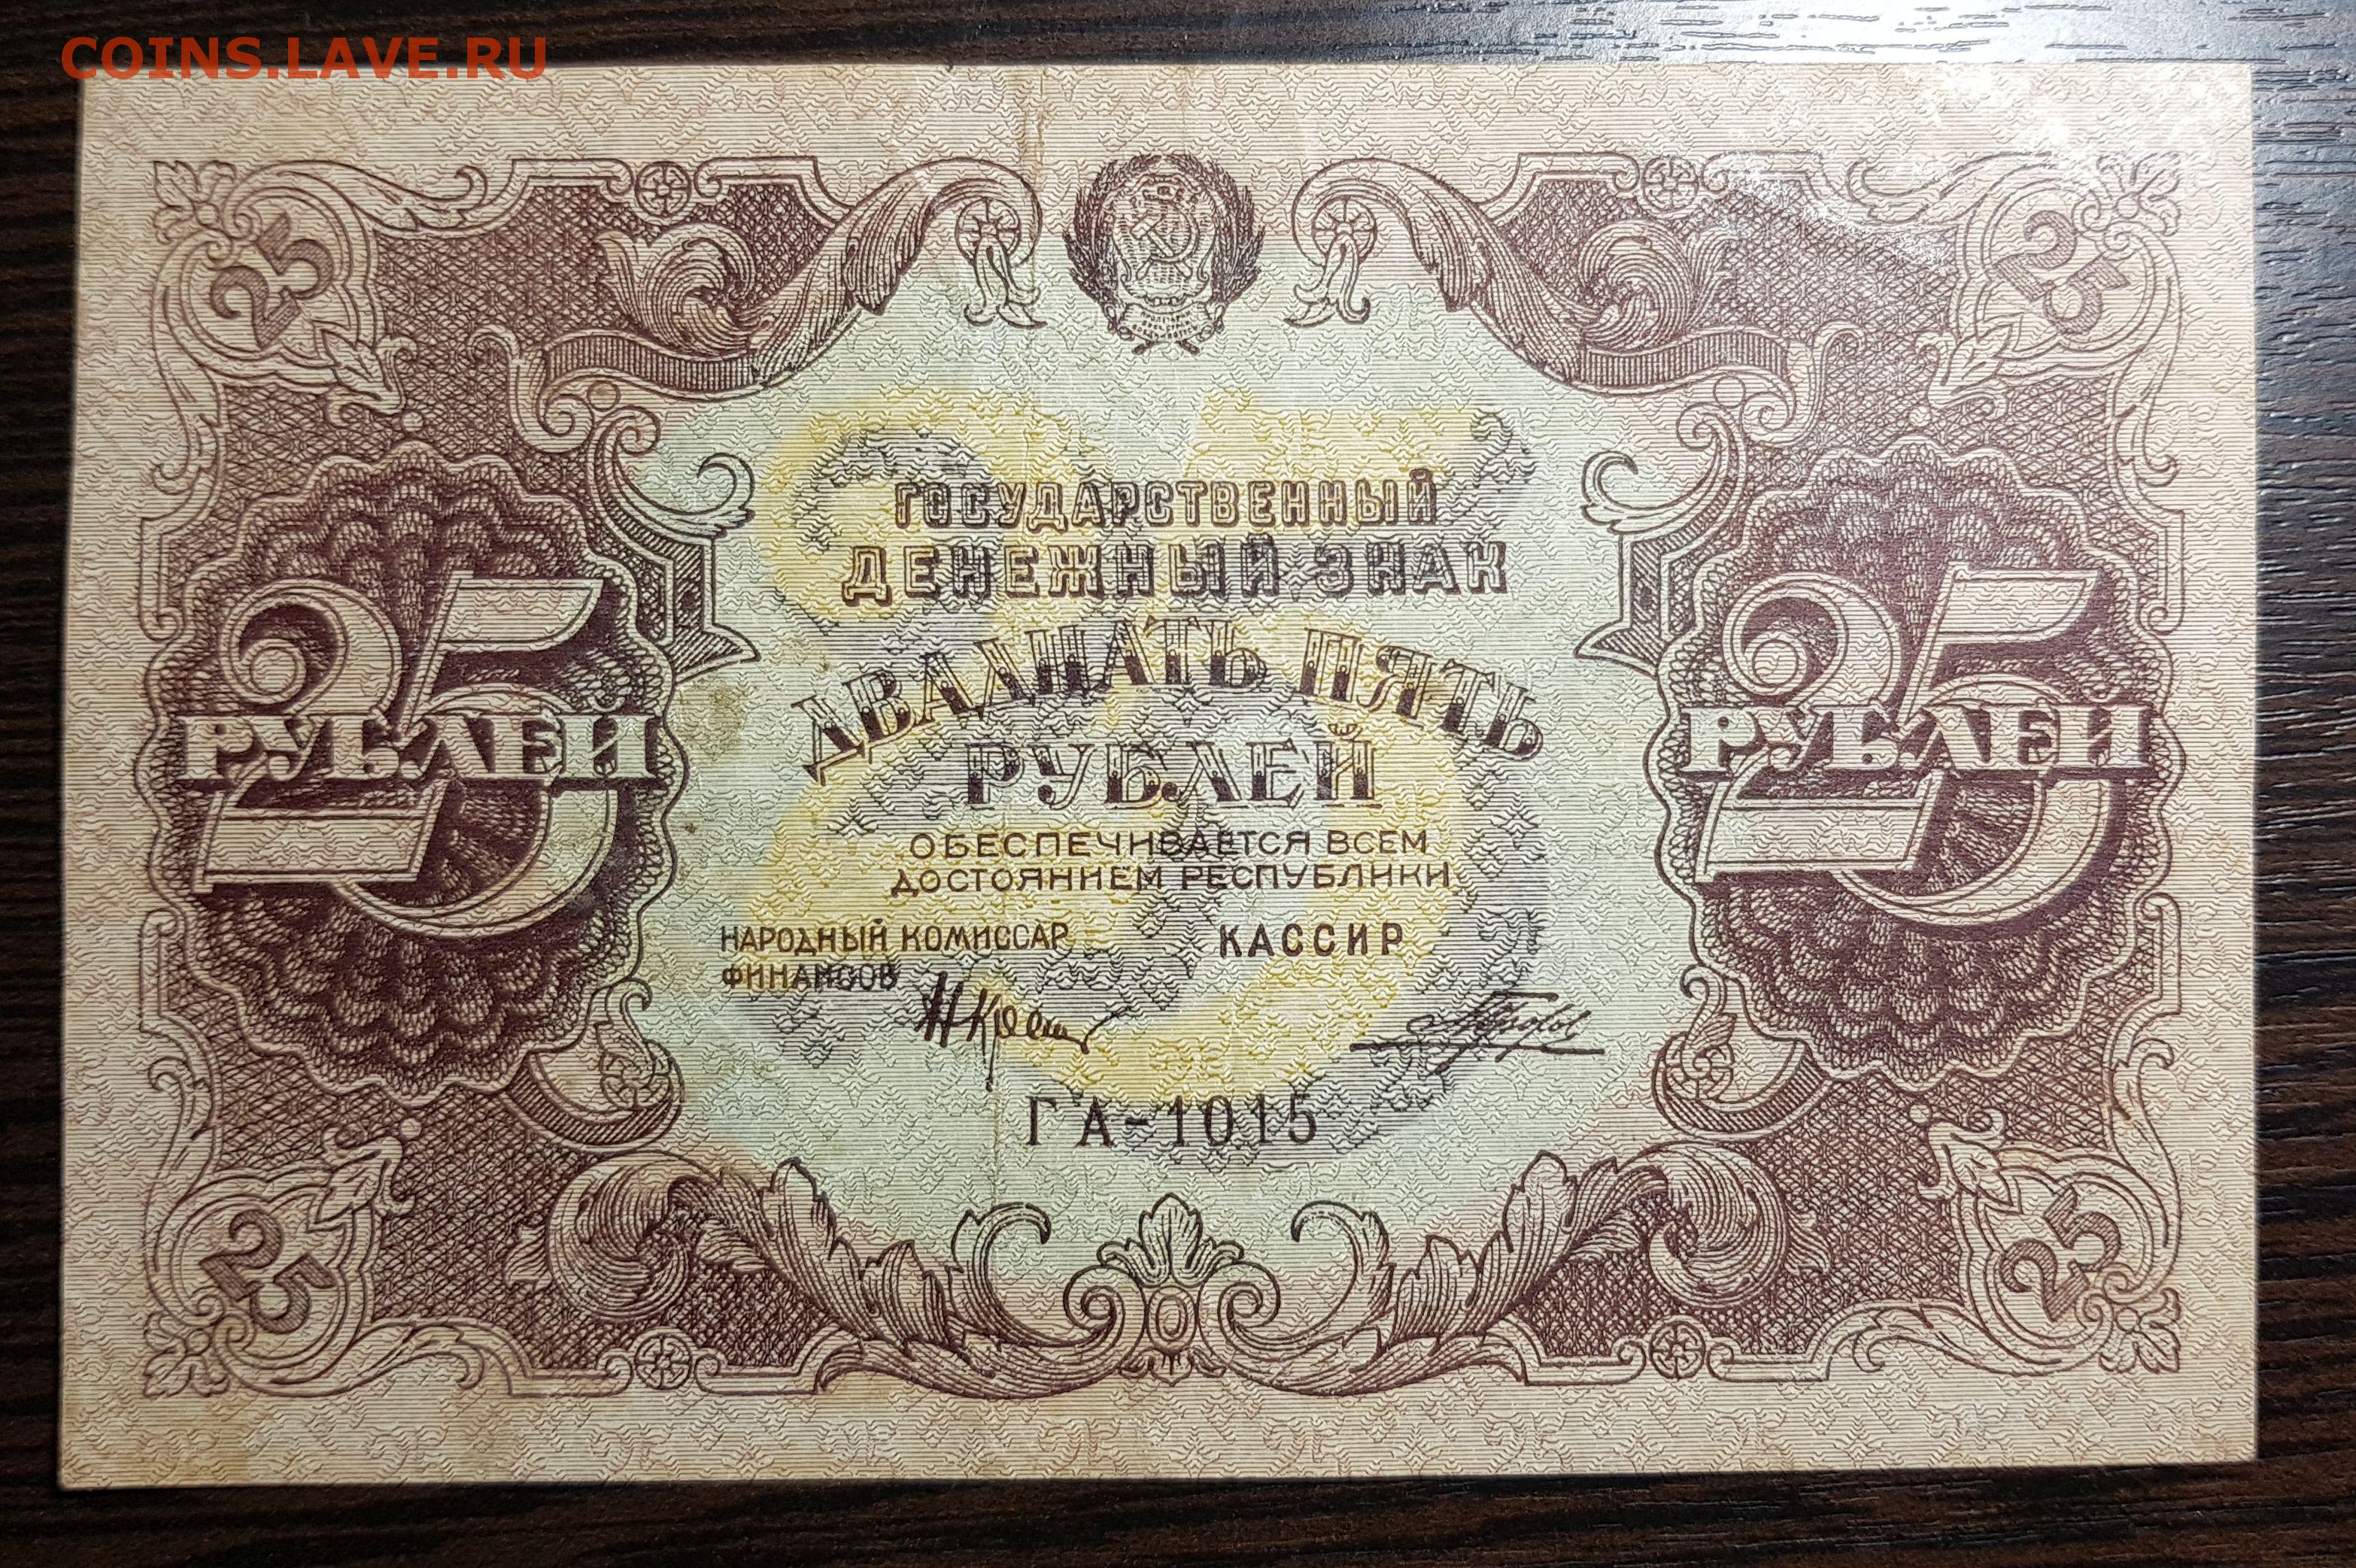 COINS.LAVE.RU
25
25
ГОСУДАРСТВЕННЫЙ
ДЕНЕЖНЫЙ ЗНАК
ДВАДЦАТЬ ПЯТЬ
РУБЛЕЙ
25
РУБЛЕЙ
25
РУБЛЕЙ
ОБЕСПЕЧИВАЕТСЯ ВСЕМ
ДОСТОЯНИЕМ РЕСПУБЛИКИ
НАРОДНЫЙ КОМИССАР
ФИНАНСОВ
КАССИР
ГА-1015
25
25